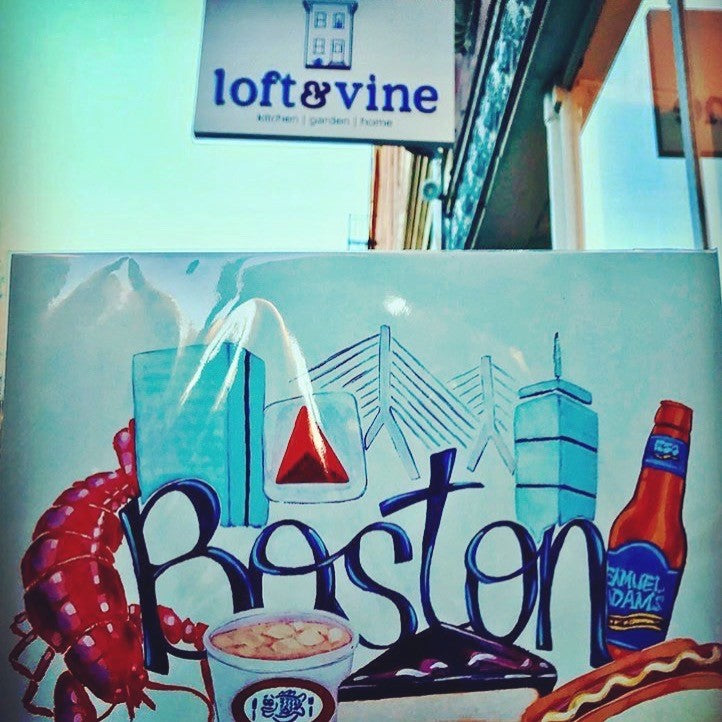 loft&vine
kitchen | garden | home
Boston
SAMUEL
ADAMS